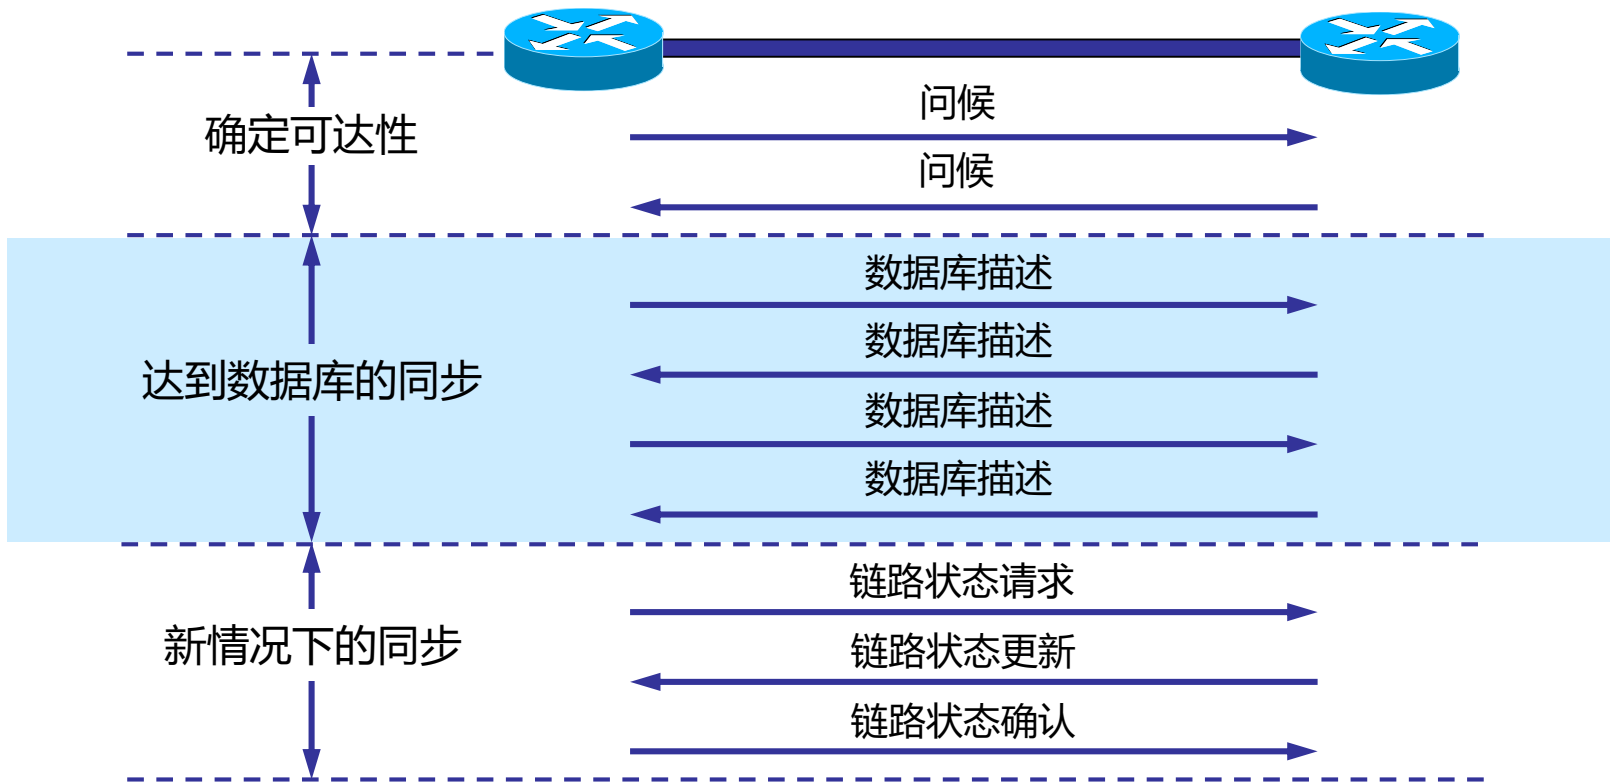 问候
确定可达性
问候
数据库描述
数据库描述
达到数据库的同步
数据库描述
数据库描述
链路状态请求
新情况下的同步
链路状态更新
链路状态确认